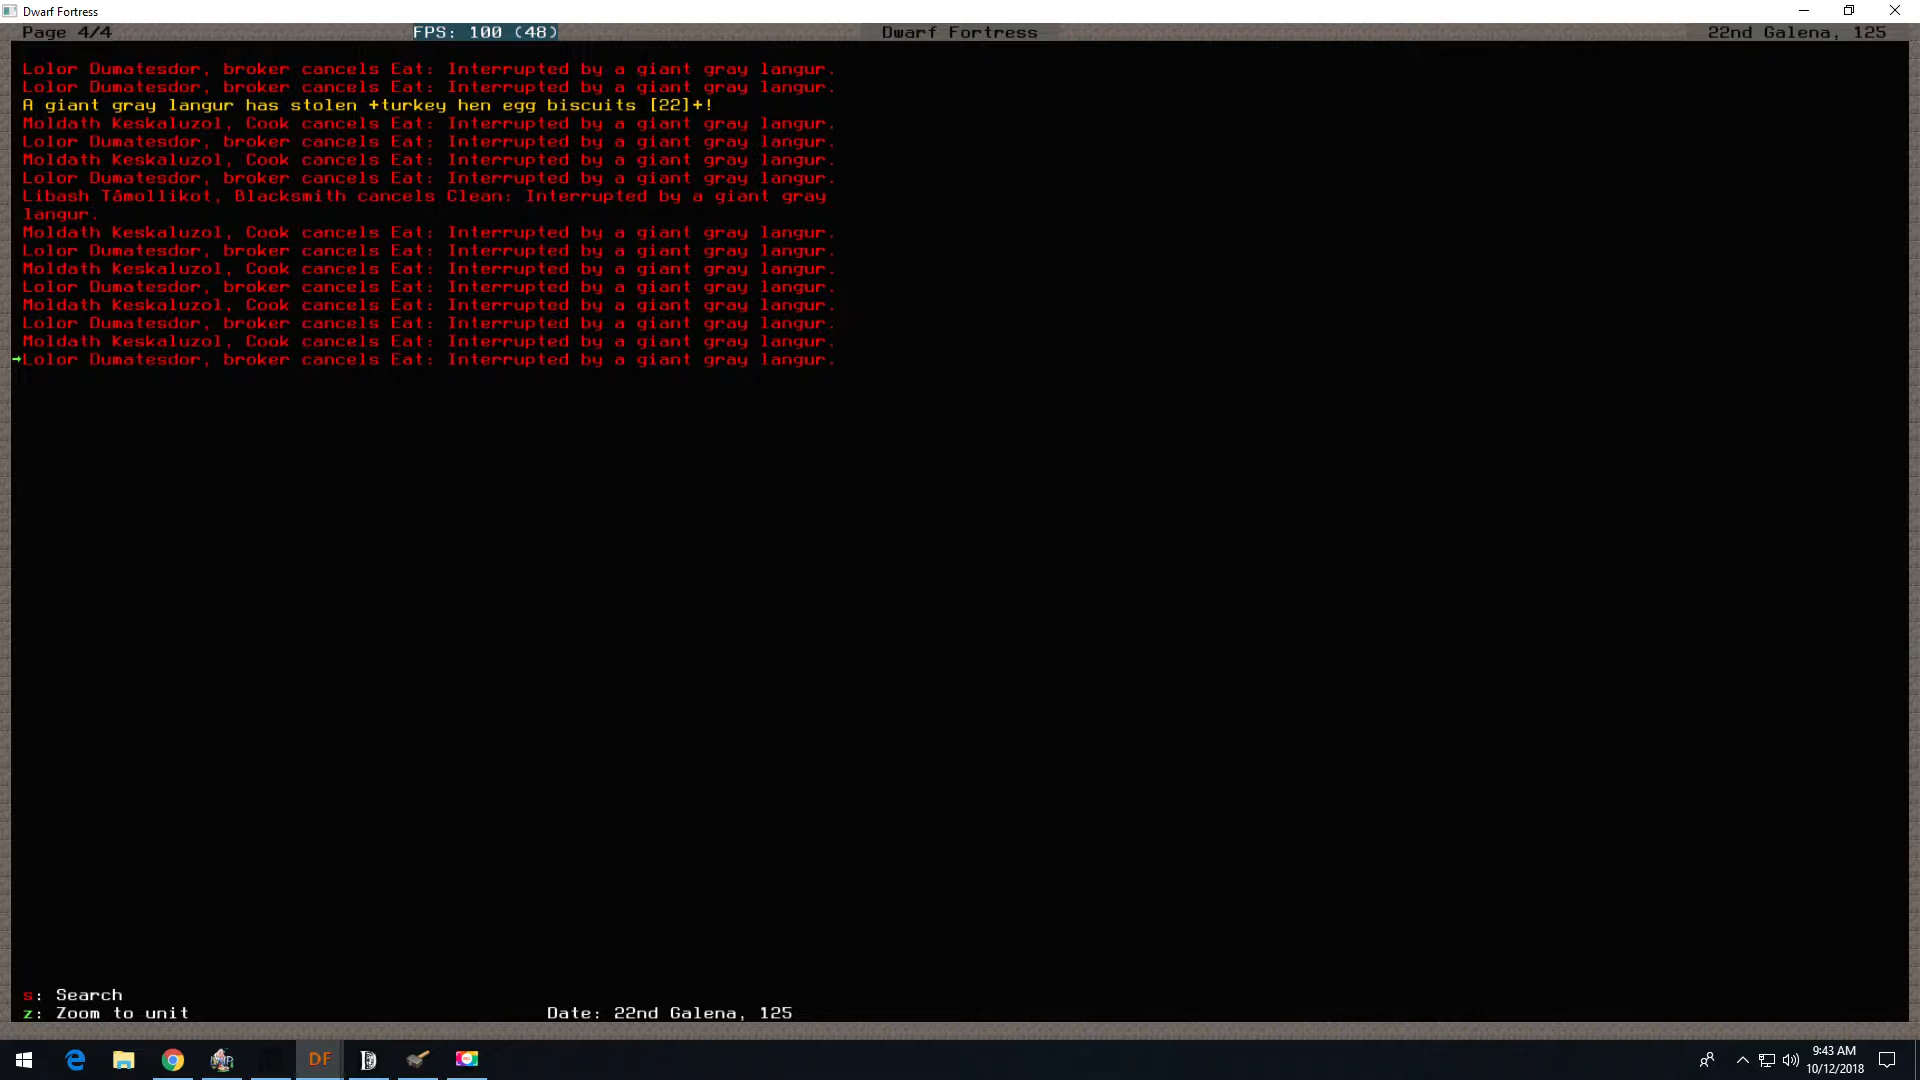 Dwarf Fortress
Page 4/4 FPS: 100 (48) Dwarf Fortress 22nd Galena, 125
Lolor Dumatesdor, broker cancels Eat: Interrupted by a giant gray langur.
Lolor Dumatesdor, broker cancels Eat: Interrupted by a giant gray langur.
A giant gray langur has stolen +turkey hen egg biscuits [22]+!
Moldath Keskaluzol, Cook cancels Eat: Interrupted by a giant gray langur.
Lolor Dumatesdor, broker cancels Eat: Interrupted by a giant gray langur.
Moldath Keskaluzol, Cook cancels Eat: Interrupted by a giant gray langur.
Lolor Dumatesdor, broker cancels Eat: Interrupted by a giant gray langur.
Libash Tåmollikot, Blacksmith cancels Clean: Interrupted by a giant gray
langur.
Moldath Keskaluzol, Cook cancels Eat: Interrupted by a giant gray langur.
Lolor Dumatesdor, broker cancels Eat: Interrupted by a giant gray langur.
Moldath Keskaluzol, Cook cancels Eat: Interrupted by a giant gray langur.
Lolor Dumatesdor, broker cancels Eat: Interrupted by a giant gray langur.
Moldath Keskaluzol, Cook cancels Eat: Interrupted by a giant gray langur.
Lolor Dumatesdor, broker cancels Eat: Interrupted by a giant gray langur.
Moldath Keskaluzol, Cook cancels Eat: Interrupted by a giant gray langur.
→Lolor Dumatesdor, broker cancels Eat: Interrupted by a giant gray langur.
s: Search
z: Zoom to unit Date: 22nd Galena, 125
DF
9:43 AM
10/12/2018